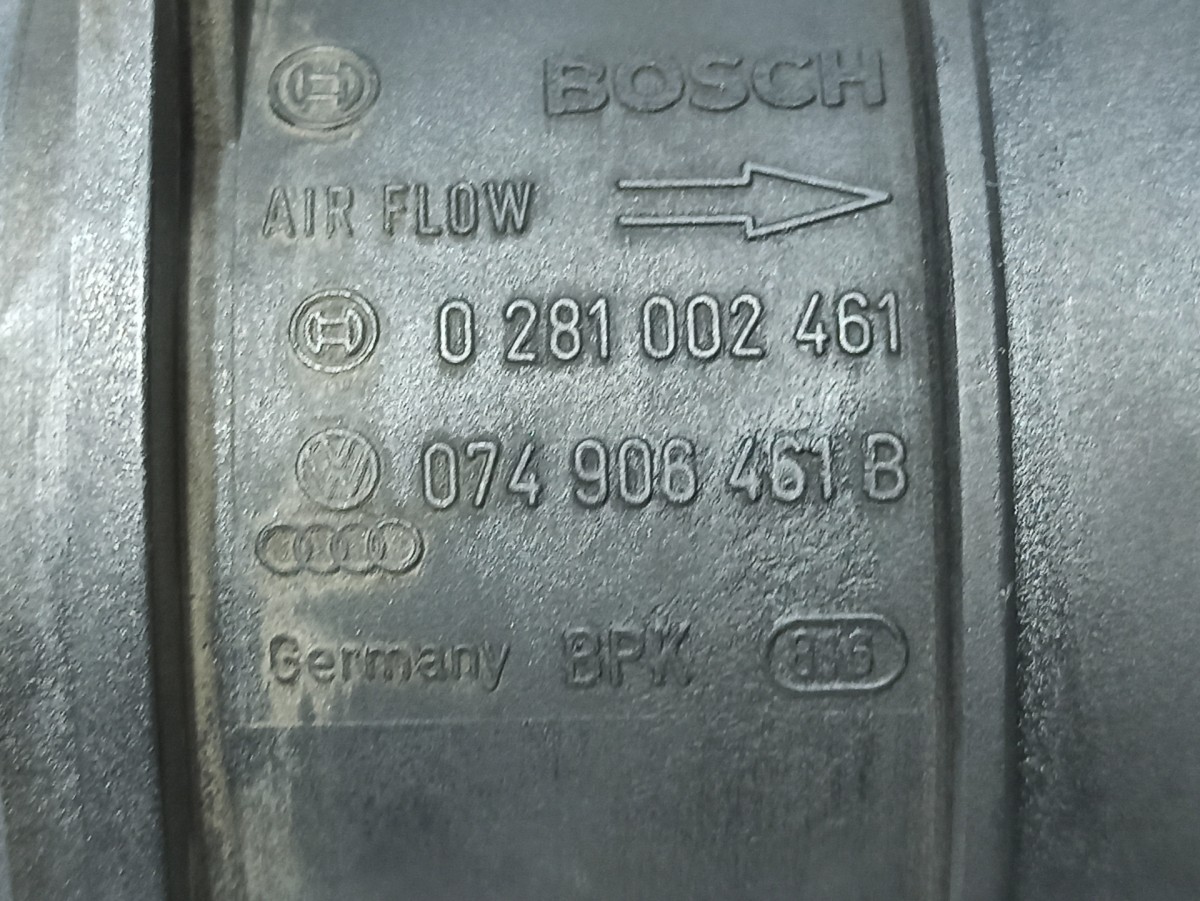 BOSCH
AIR FLOW
0 281 002 461
074 906 461 B
Germany BPK